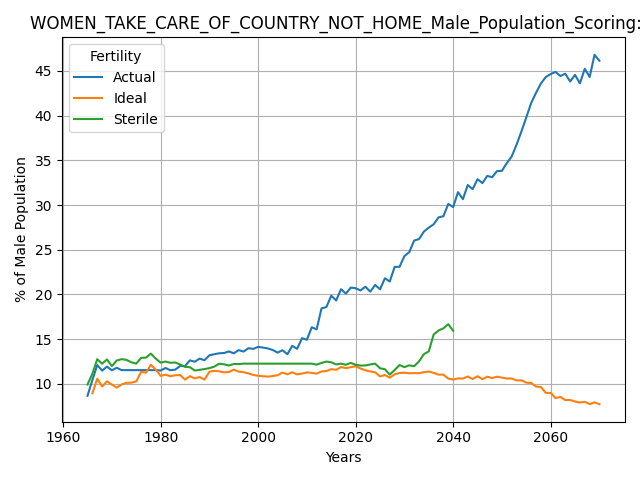 WOMEN_TAKE_CARE_OF_COUNTRY_NOT_HOME_Male_Population_Scoring:
Fertility
Actual
Ideal
Sterile
% of Male Population
45
40
35
30
25
20
15
10
1960
1980
2000
2020
2040
2060
Years